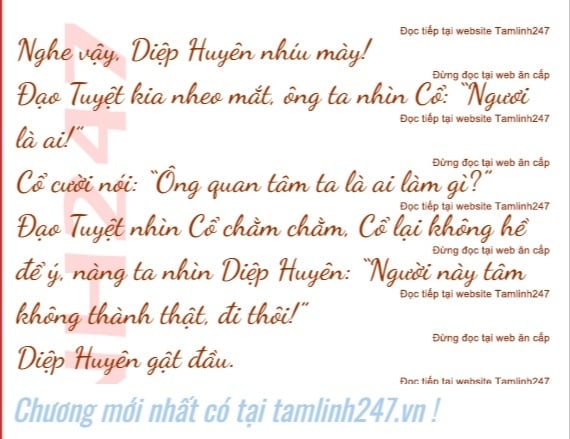 Đọc tiếp tại website Tamlinh247
Nghe vậy, Diệp Huyên nhíu mày!
Đừng đọc tại web ăn cắp
Đạo Tuyệt kia nheo mắt, ông ta nhìn Cổ: “Ngươi
Đọc tiếp tại website Tamlinh247
là ai!”
Đừng đọc tại web ăn cắp
Cổ cười nói: “Ông quan tâm ta là ai làm gì?”
Đọc tiếp tại website Tamlinh247
Đạo Tuyệt nhìn Cổ chằm chằm, Cổ lại không hề
Đừng đọc tại web ăn cắp
để ý, nàng ta nhìn Diệp Huyên: “Người này tâm
Đọc tiếp tại website Tamlinh247
không thành thật, đi thôi!”
Đừng đọc tại web ăn cắp
Diệp Huyên gật đầu.
Đọc tiếp tại website Tamlinh247
NH247
Chương mới nhất có tại tamlinh247.vn !